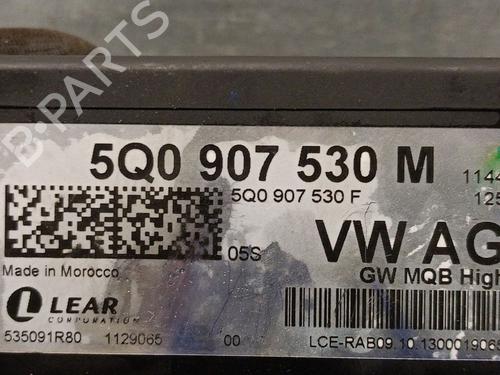 B-PARTS
5Q0 907 530 M
1144
5Q0 907 530 F
125
05S
VW AG
Made in Morocco
GW MQB High
LEAR
CORPORATION
535091R80 1129065 00
LCE-RAB09.10.1300019065